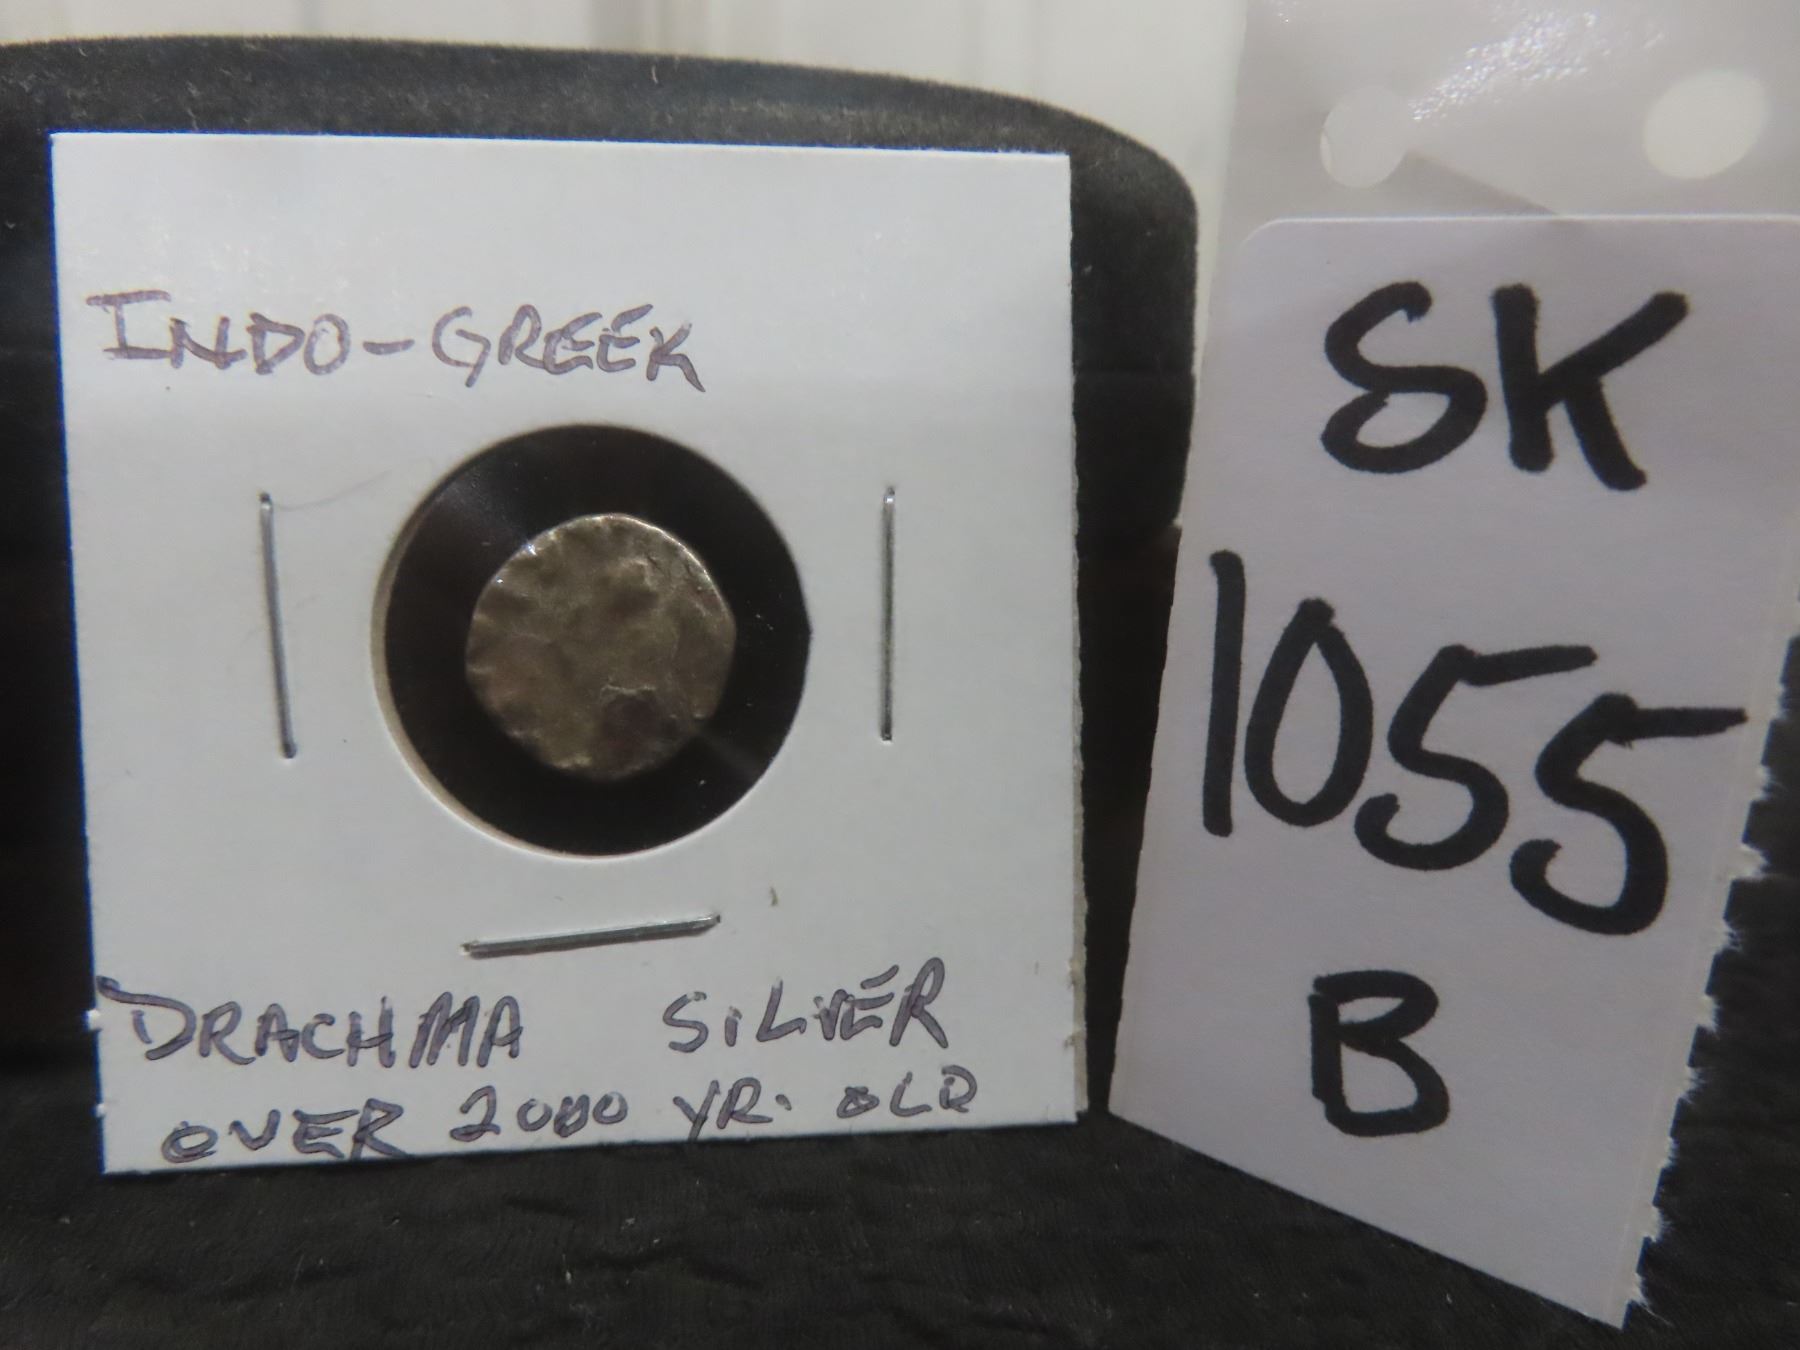 INDO-GREEK
DRACHMA SILVER
OVER 2000 YR. OLD
SK
1055
B